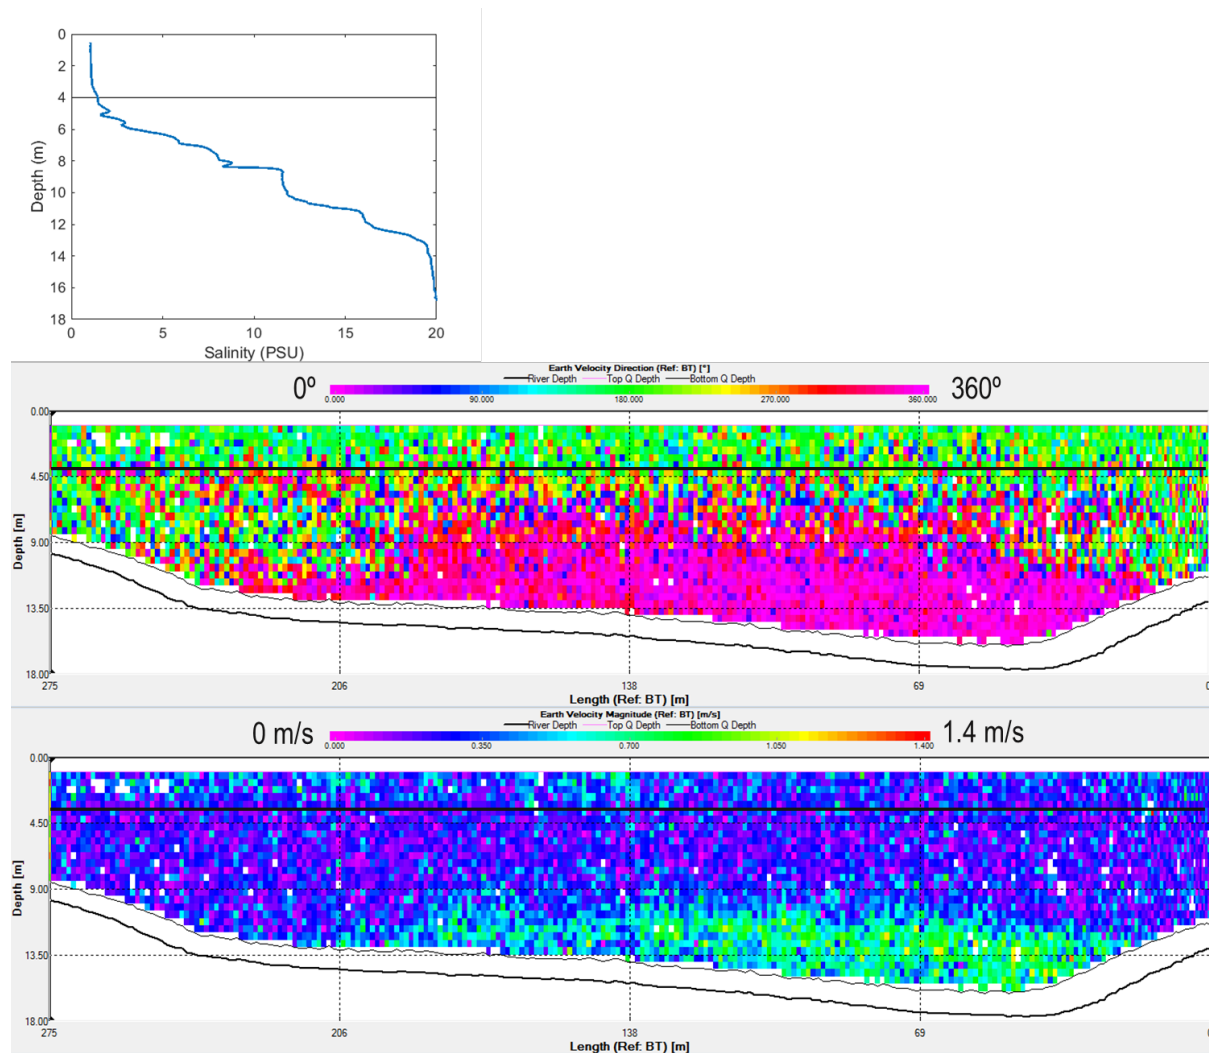 0
2
4
6
8
10
12
14
16
18
Depth (m)
0 5 10 15 20
Salinity (PSU)
Earth Velocity Direction (Ref: BT) [°]
River Depth Top Q Depth Bottom Q Depth
0º 360º
0.000 90.000 180.000 270.000 360.000
0.00
4.50
9.00
13.50
18.00
Depth [m]
275 206 138 69 0
Length (Ref: BT) [m]
Earth Velocity Magnitude (Ref: BT) [m/s]
River Depth Top Q Depth Bottom Q Depth
0 m/s 1.4 m/s
0.000 0.350 0.700 1.050 1.400
0.00
4.50
9.00
13.50
18.00
Depth [m]
275 206 138 69 0
Length (Ref: BT) [m]